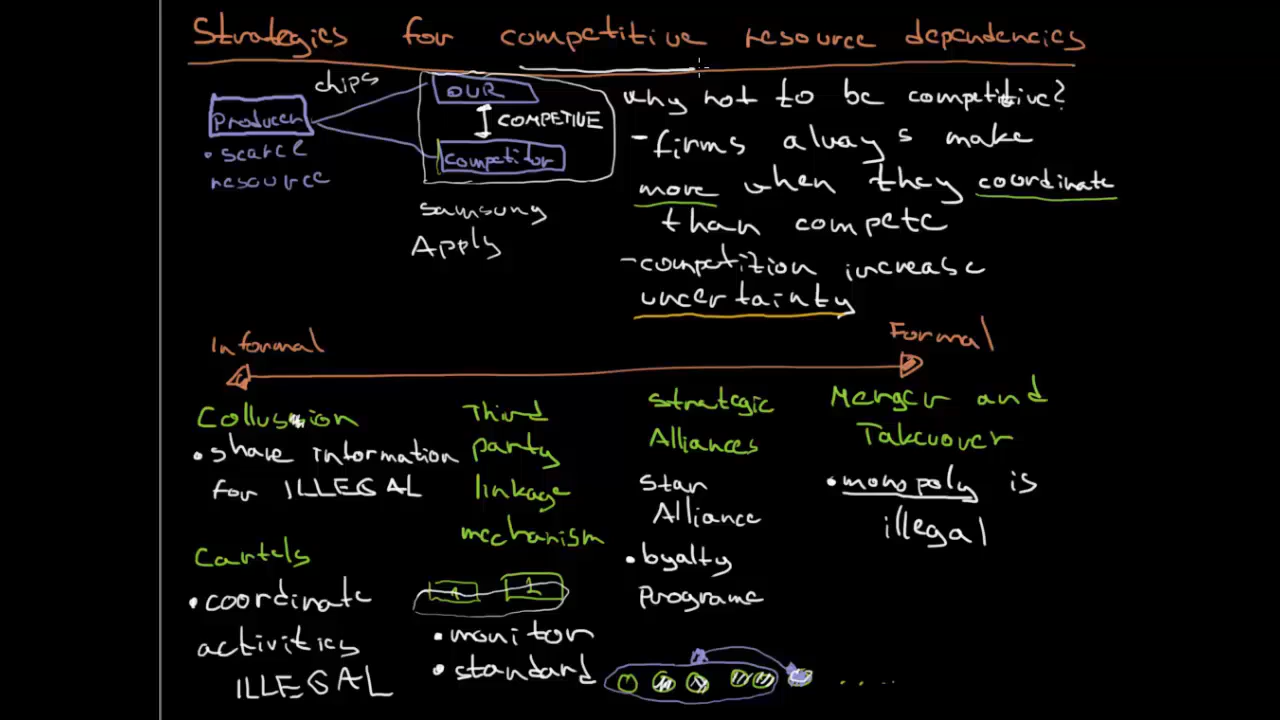 Strategies for competitive resource dependencies
chips
producer
• scarce
resource
OUR
COMPETIVE
competitor
samsung
Apply
why not to be competitive?
- firms always make
more when they coordinate
than compete
- competition increase
uncertainty
Informal
Formal
Collusion
• share information
for ILLEGAL
Cartels
• coordinate
activities
ILLEGAL
Third
party
linkage
mechanism
1
• monitor
• standard
strategic
Alliances
Star
Alliance
• loyalty
Programe
Merger and
Takeover
• monopoly is
illegal